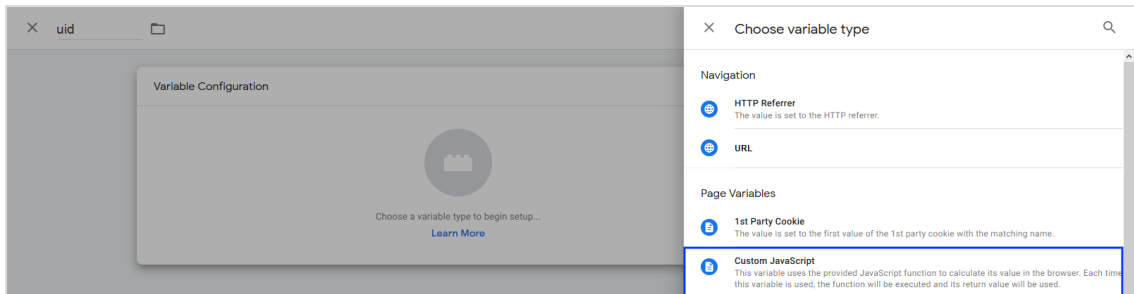 uid
Variable Configuration
Choose a variable type to begin setup...
Learn More
Choose variable type
Navigation
HTTP Referrer
The value is set to the HTTP referrer.
URL
Page Variables
1st Party Cookie
The value is set to the first value of the 1st party cookie with the matching name.
Custom JavaScript
This variable uses the provided JavaScript function to calculate its value in the browser. Each time
this variable is used, the function will be executed and its return value will be used.